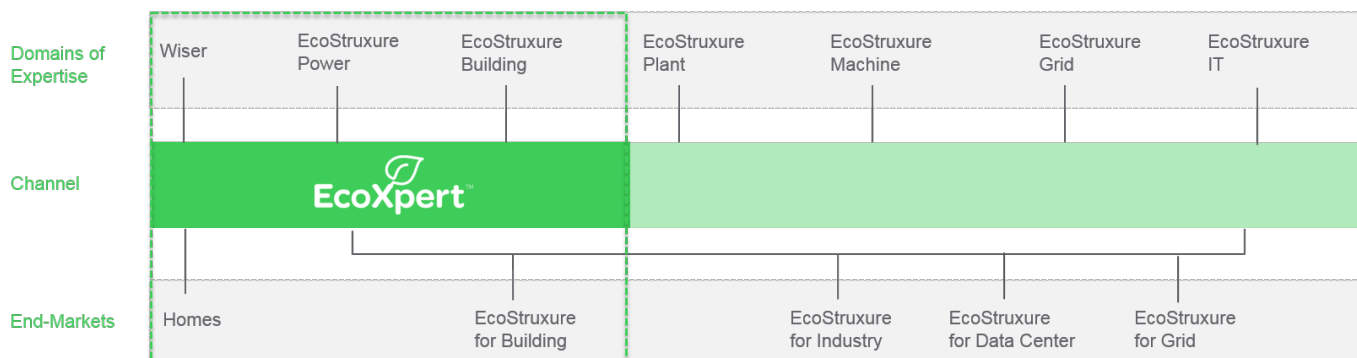 Domains of
Expertise
Wiser
EcoStruxure
Power
EcoStruxure
Building
EcoStruxure
Plant
EcoStruxure
Machine
EcoStruxure
Grid
EcoStruxure
IT
Channel
EcoXpert™
End-Markets
Homes
EcoStruxure
for Building
EcoStruxure
for Industry
EcoStruxure
for Data Center
EcoStruxure
for Grid